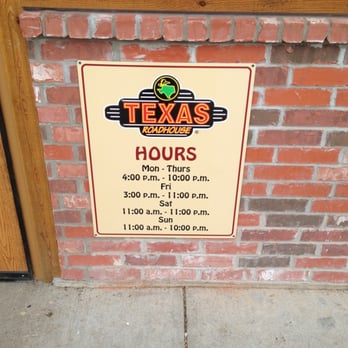 TEXAS
ROADHOUSE ®
HOURS
Mon - Thurs
4:00 p.m. - 10:00 p.m.
Fri
3:00 p.m. - 11:00 p.m.
Sat
11:00 a.m. - 11:00 p.m.
Sun
11:00 a.m. - 10:00 p.m.